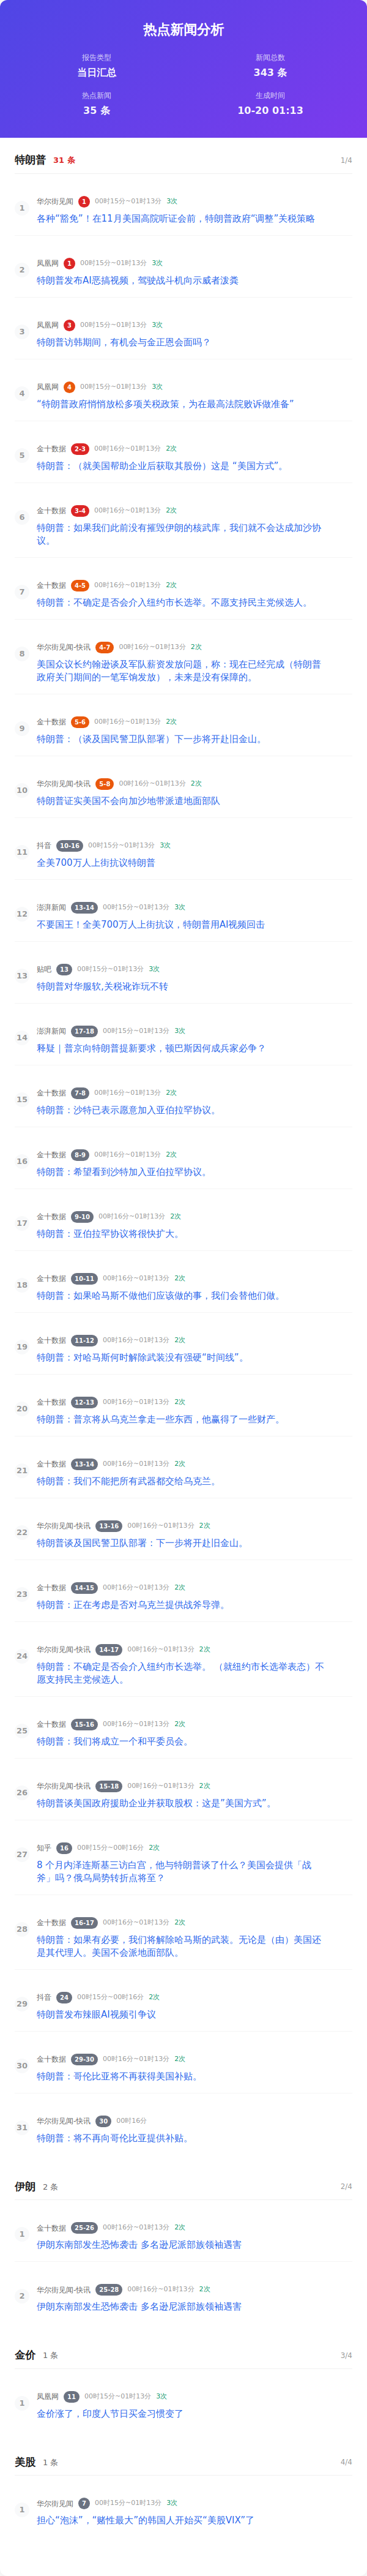 热点新闻分析
报告类型
当日汇总
新闻总数
343 条
热点新闻
35 条
生成时间
10-20 01:13
特朗普 31 条 1/4
1
华尔街见闻 1 00时15分~01时13分 3次
各种“豁免”！在11月美国高院听证会前，特朗普政府“调整”关税策略
2
凤凰网 1 00时15分~01时13分 3次
特朗普发布AI恶搞视频，驾驶战斗机向示威者泼粪
3
凤凰网 3 00时15分~01时13分 3次
特朗普访韩期间，有机会与金正恩会面吗？
4
凤凰网 4 00时15分~01时13分 3次
“特朗普政府悄悄放松多项关税政策，为在最高法院败诉做准备”
5
金十数据 2-3 00时16分~01时13分 2次
特朗普：（就美国帮助企业后获取其股份）这是 “美国方式”。
6
金十数据 3-4 00时16分~01时13分 2次
特朗普：如果我们此前没有摧毁伊朗的核武库，我们就不会达成加沙协
议。
7
金十数据 4-5 00时16分~01时13分 2次
特朗普：不确定是否会介入纽约市长选举。不愿支持民主党候选人。
8
华尔街见闻-快讯 4-7 00时16分~01时13分 2次
美国众议长约翰逊谈及军队薪资发放问题，称：现在已经完成（特朗普
政府关门期间的一笔军饷发放），未来是没有保障的。
9
金十数据 5-6 00时16分~01时13分 2次
特朗普：（谈及国民警卫队部署）下一步将开赴旧金山。
10
华尔街见闻-快讯 5-8 00时16分~01时13分 2次
特朗普证实美国不会向加沙地带派遣地面部队
11
抖音 10-16 00时15分~01时13分 3次
全美700万人上街抗议特朗普
12
澎湃新闻 13-14 00时15分~01时13分 3次
不要国王！全美700万人上街抗议，特朗普用AI视频回击
13
贴吧 13 00时15分~01时13分 3次
特朗普对华服软,关税讹诈玩不转
14
澎湃新闻 17-18 00时15分~01时13分 3次
释疑｜普京向特朗普提新要求，顿巴斯因何成兵家必争？
15
金十数据 7-8 00时16分~01时13分 2次
特朗普：沙特已表示愿意加入亚伯拉罕协议。
16
金十数据 8-9 00时16分~01时13分 2次
特朗普：希望看到沙特加入亚伯拉罕协议。
17
金十数据 9-10 00时16分~01时13分 2次
特朗普：亚伯拉罕协议将很快扩大。
18
金十数据 10-11 00时16分~01时13分 2次
特朗普：如果哈马斯不做他们应该做的事，我们会替他们做。
19
金十数据 11-12 00时16分~01时13分 2次
特朗普：对哈马斯何时解除武装没有强硬“时间线”。
20
金十数据 12-13 00时16分~01时13分 2次
特朗普：普京将从乌克兰拿走一些东西，他赢得了一些财产。
21
金十数据 13-14 00时16分~01时13分 2次
特朗普：我们不能把所有武器都交给乌克兰。
22
华尔街见闻-快讯 13-16 00时16分~01时13分 2次
特朗普谈及国民警卫队部署：下一步将开赴旧金山。
23
金十数据 14-15 00时16分~01时13分 2次
特朗普：正在考虑是否对乌克兰提供战斧导弹。
24
华尔街见闻-快讯 14-17 00时16分~01时13分 2次
特朗普：不确定是否会介入纽约市长选举。 （就纽约市长选举表态）不
愿支持民主党候选人。
25
金十数据 15-16 00时16分~01时13分 2次
特朗普：我们将成立一个和平委员会。
26
华尔街见闻-快讯 15-18 00时16分~01时13分 2次
特朗普谈美国政府援助企业并获取股权：这是”美国方式”。
27
知乎 16 00时15分~00时16分 2次
8 个月内泽连斯基三访白宫，他与特朗普谈了什么？美国会提供「战
斧」吗？俄乌局势转折点将至？
28
金十数据 16-17 00时16分~01时13分 2次
特朗普：如果有必要，我们将解除哈马斯的武装。无论是（由）美国还
是其代理人。美国不会派地面部队。
29
抖音 24 00时15分~00时16分 2次
特朗普发布辣眼AI视频引争议
30
金十数据 29-30 00时16分~01时13分 2次
特朗普：哥伦比亚将不再获得美国补贴。
31
华尔街见闻-快讯 30 00时16分
特朗普：将不再向哥伦比亚提供补贴。
伊朗 2 条 2/4
1
金十数据 25-26 00时16分~01时13分 2次
伊朗东南部发生恐怖袭击 多名逊尼派部族领袖遇害
2
华尔街见闻-快讯 25-28 00时16分~01时13分 2次
伊朗东南部发生恐怖袭击 多名逊尼派部族领袖遇害
金价 1 条 3/4
1
凤凰网 11 00时15分~01时13分 3次
金价涨了，印度人节日买金习惯变了
美股 1 条 4/4
1
华尔街见闻 7 00时15分~01时13分 3次
担心”泡沫”，“赌性最大”的韩国人开始买“美股VIX”了